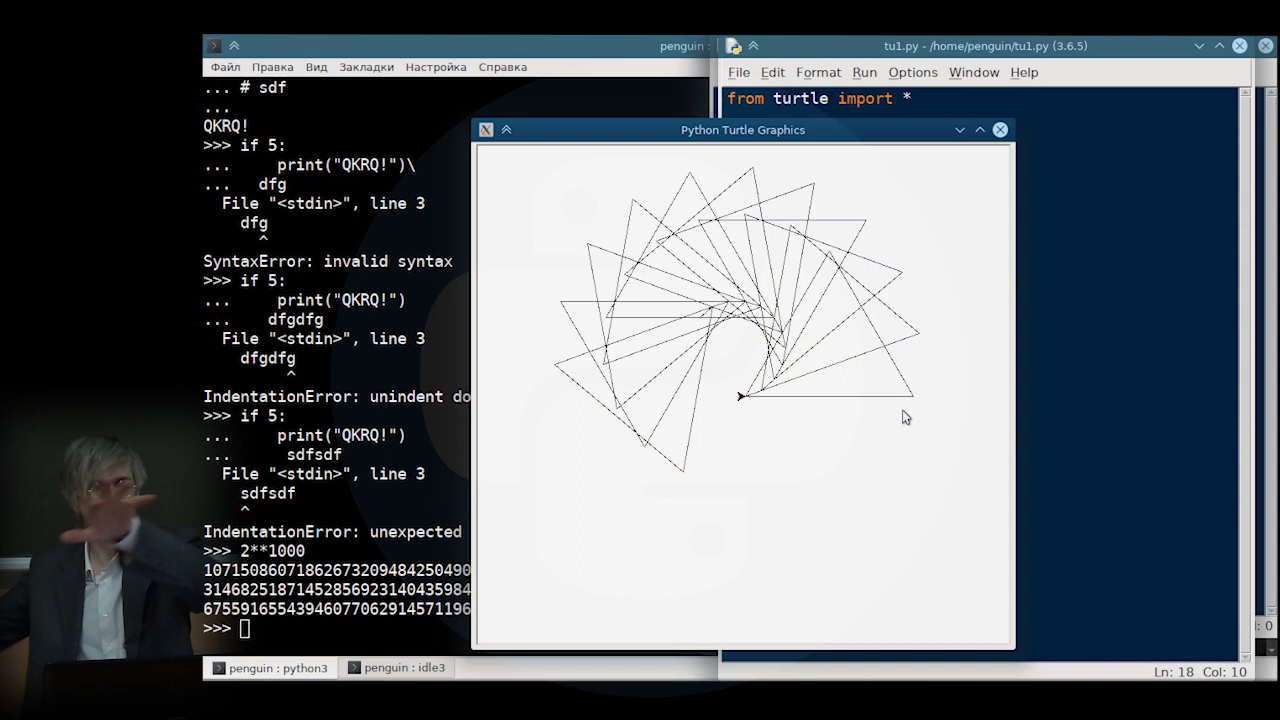 penguin :
Файл Правка Вид Закладки Настройка Справка
... # sdf
...
QKRQ!
>>> if 5:
...     print("QKRQ!")\
...   dfg
  File "<stdin>", line 3
    dfg
      ^
SyntaxError: invalid syntax
>>> if 5:
...     print("QKRQ!")
...    dfgdfg
  File "<stdin>", line 3
    dfgdfg
         ^
IndentationError: unindent do
>>> if 5:
...     print("QKRQ!")
...      sdfsdf
  File "<stdin>", line 3
    sdfsdf
    ^
IndentationError: unexpected
>>> 2**1000
10715086071862673209484250490
31468251871452856923140435984
67559165543946077062914571196
>>>
penguin : python3 penguin : idle3
tu1.py - /home/penguin/tu1.py (3.6.5)
File Edit Format Run Options Window Help
from turtle import *
Python Turtle Graphics
: 0
Ln: 18 Col: 10